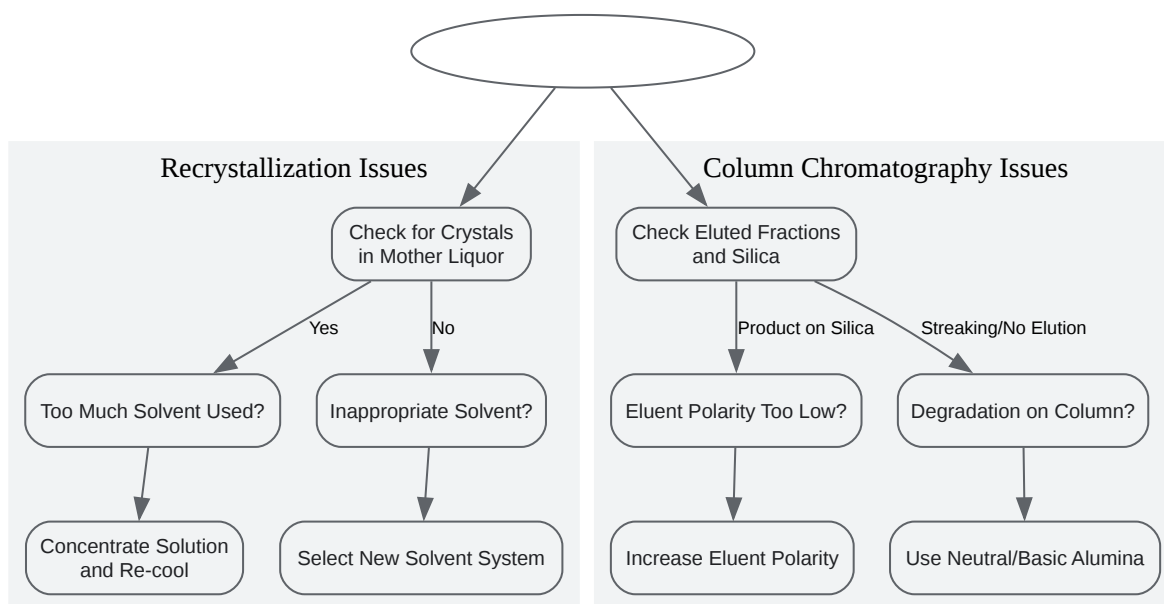 Recrystallization Issues
Column Chromatography Issues
Check for Crystals
in Mother Liquor
Check Eluted Fractions
and Silica
Yes
No
Product on Silica
Streaking/No Elution
Too Much Solvent Used?
Inappropriate Solvent?
Eluent Polarity Too Low?
Degradation on Column?
Concentrate Solution
and Re-cool
Select New Solvent System
Increase Eluent Polarity
Use Neutral/Basic Alumina